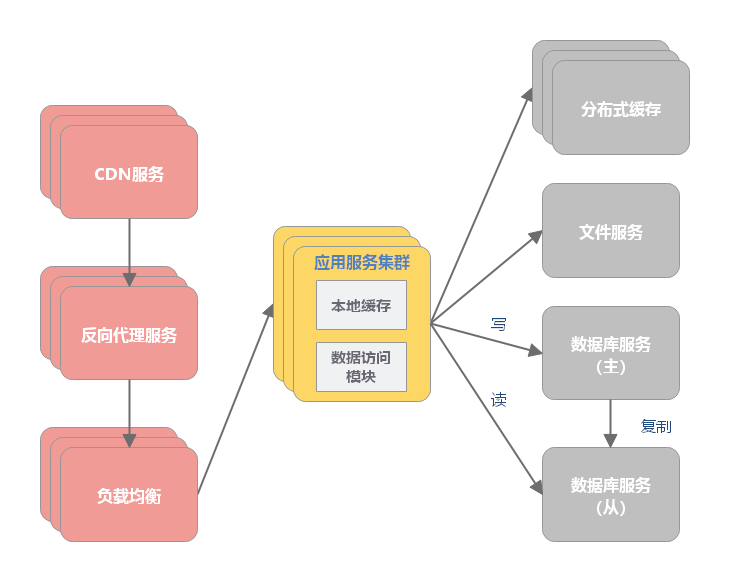 CDN服务
反向代理服务
负载均衡
应用服务集群
本地缓存
数据访问
模块
写
读
分布式缓存
文件服务
数据库服务
（主）
复制
数据库服务
（从）